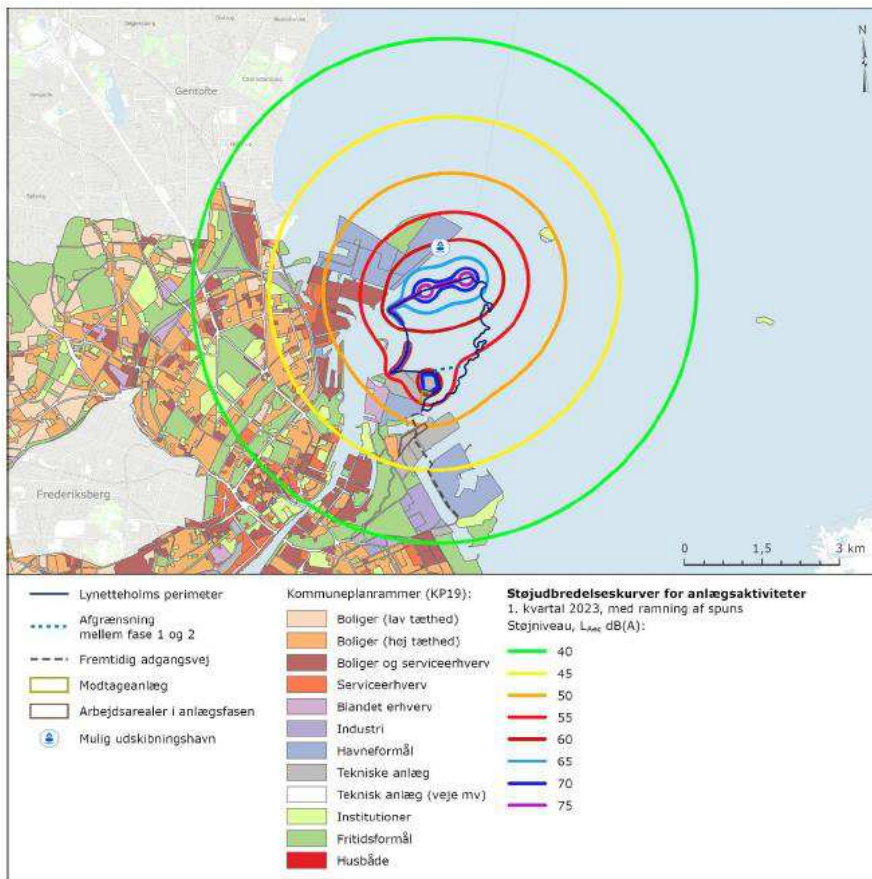 Gentofte
N
Frederiksberg
0 1,5 3 km
Lynetteholms perimeter
Afgrænsning
mellem fase 1 og 2
Fremtidig adgangsvej
Modtageanlæg
Arbejdsarealer i anlægsfasen
Mulig udskibningshavn
Kommuneplanrammer (KP19):
Boliger (lav tæthed)
Boliger (høj tæthed)
Boliger og serviceerhverv
Serviceerhverv
Blandet erhverv
Industri
Havneformål
Tekniske anlæg
Teknisk anlæg (veje mv)
Institutioner
Fritidsformål
Husbåde
Støjudbredelseskurver for anlægsaktiviteter
1. kvartal 2023, med ramning af spuns
Støjniveau, LAeq dB(A):
40
45
50
55
60
65
70
75